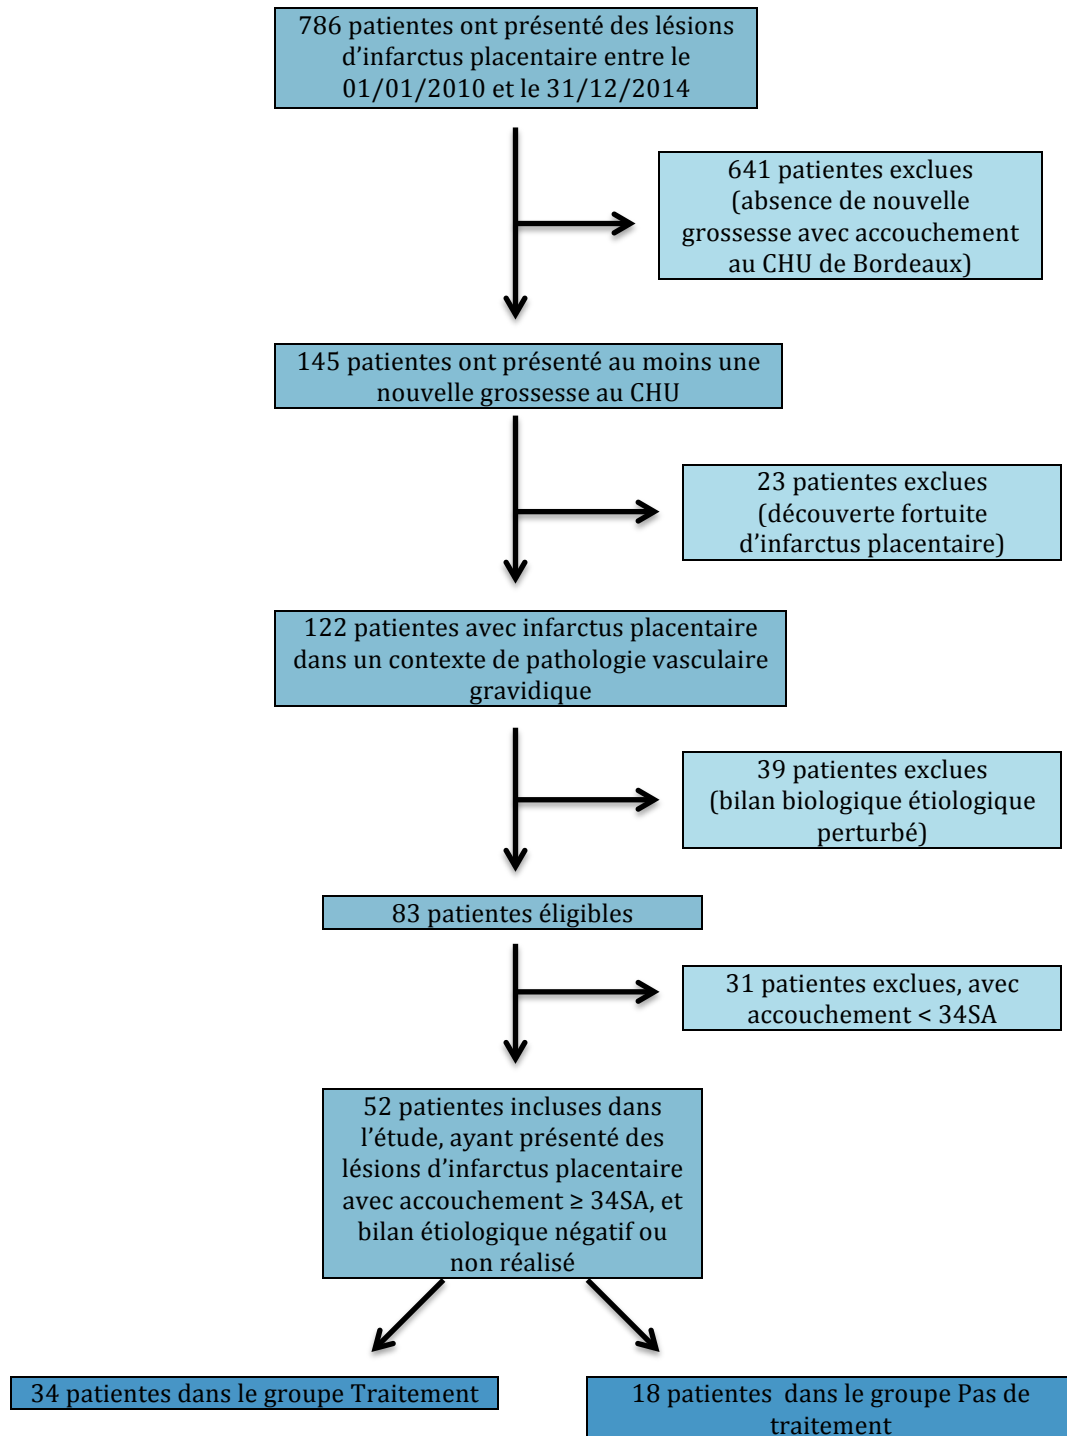 786 patientes ont présenté des lésions
d’infarctus placentaire entre le
01/01/2010 et le 31/12/2014
641 patientes exclues
(absence de nouvelle
grossesse avec accouchement
au CHU de Bordeaux)
145 patientes ont présenté au moins une
nouvelle grossesse au CHU
23 patientes exclues
(découverte fortuite
d’infarctus placentaire)
122 patientes avec infarctus placentaire
dans un contexte de pathologie vasculaire
gravidique
39 patientes exclues
(bilan biologique étiologique
perturbé)
83 patientes éligibles
31 patientes exclues, avec
accouchement < 34SA
52 patientes incluses dans
l’étude, ayant présenté des
lésions d’infarctus placentaire
avec accouchement ≥ 34SA, et
bilan étiologique négatif ou
non réalisé
34 patientes dans le groupe Traitement
18 patientes dans le groupe Pas de
traitement